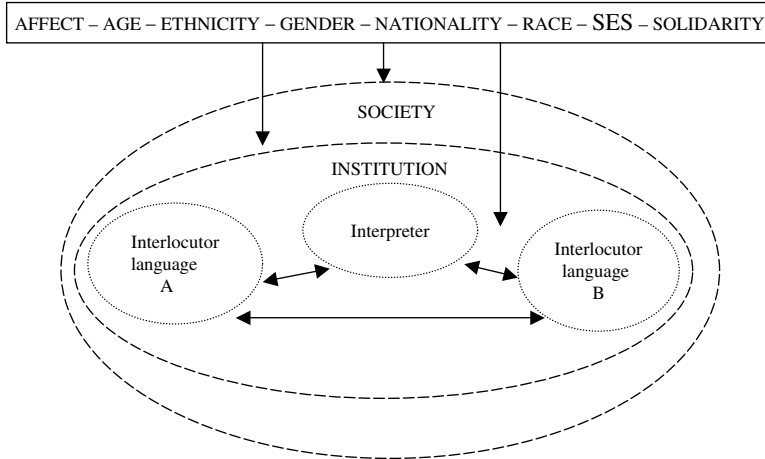 AFFECT – AGE – ETHNICITY – GENDER – NATIONALITY – RACE – SES – SOLIDARITY
SOCIETY
INSTITUTION
Interpreter
Interlocutor
language
A
Interlocutor
language
B